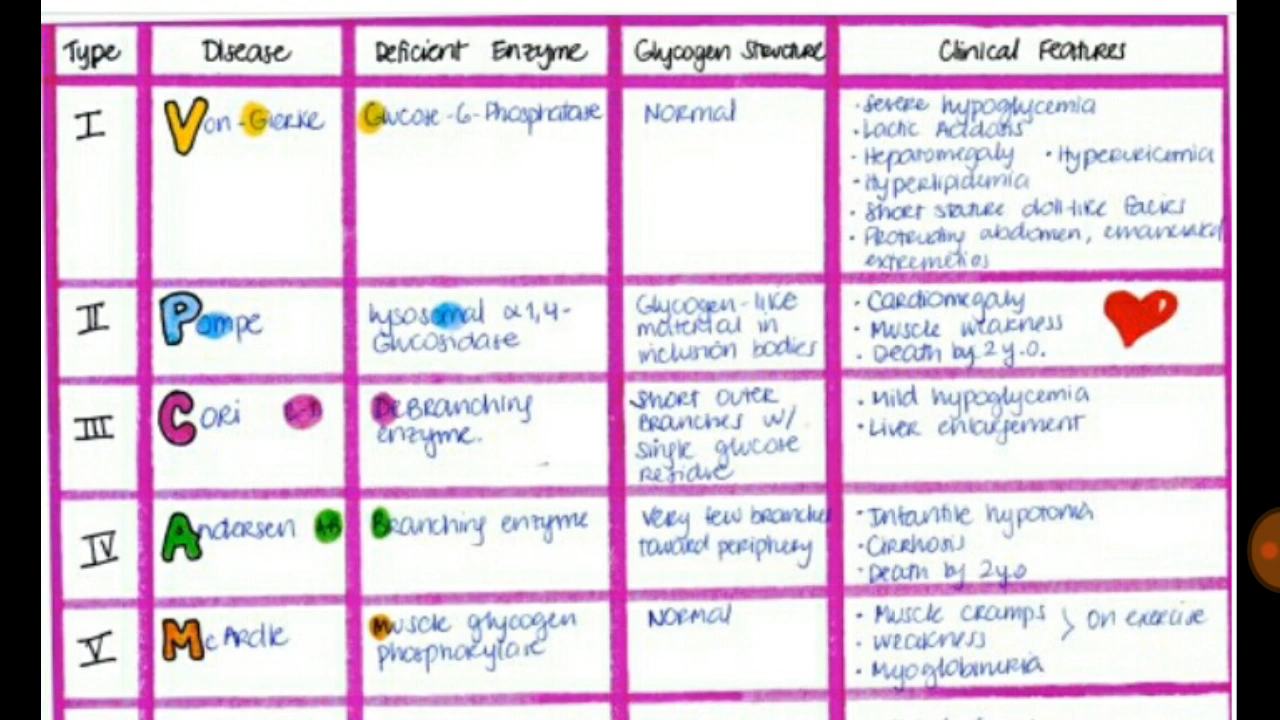 Type Disease Deficient Enzyme Glycogen Structure Clinical Features
I
Von-Gierke
Glucose-6-Phosphatase
NORMAL
· Severe hypoglycemia
· Lactic Acidosis
· Hepatomegaly · Hyperuricemia
· Hyperlipidemia
· Short stature doll-like facies
· Protruding abdomen, emanciated
extremetios
II
Pompe
lysosomal α1,4-
Glucosidase
Glycogen-like
material in
inclusion bodies
· Cardiomegaly
· Muscle weakness
· Death by 2 y.o.
III
Cori
DeBranching
enzyme.
Short outer
Branches w/
single glucose
Residue
· Mild hypoglycemia
· Liver enlargement
IV
Andersen AB
Branching enzyme
Very few branches
toward periphery
· Infantile hypotonia
· Cirrhosis
· Death by 2yo
V
McArdle
Muscle glycogen
phosphorylase
NORMAL
· Muscle cramps } on exercise
· weakness
· Myoglobinuria